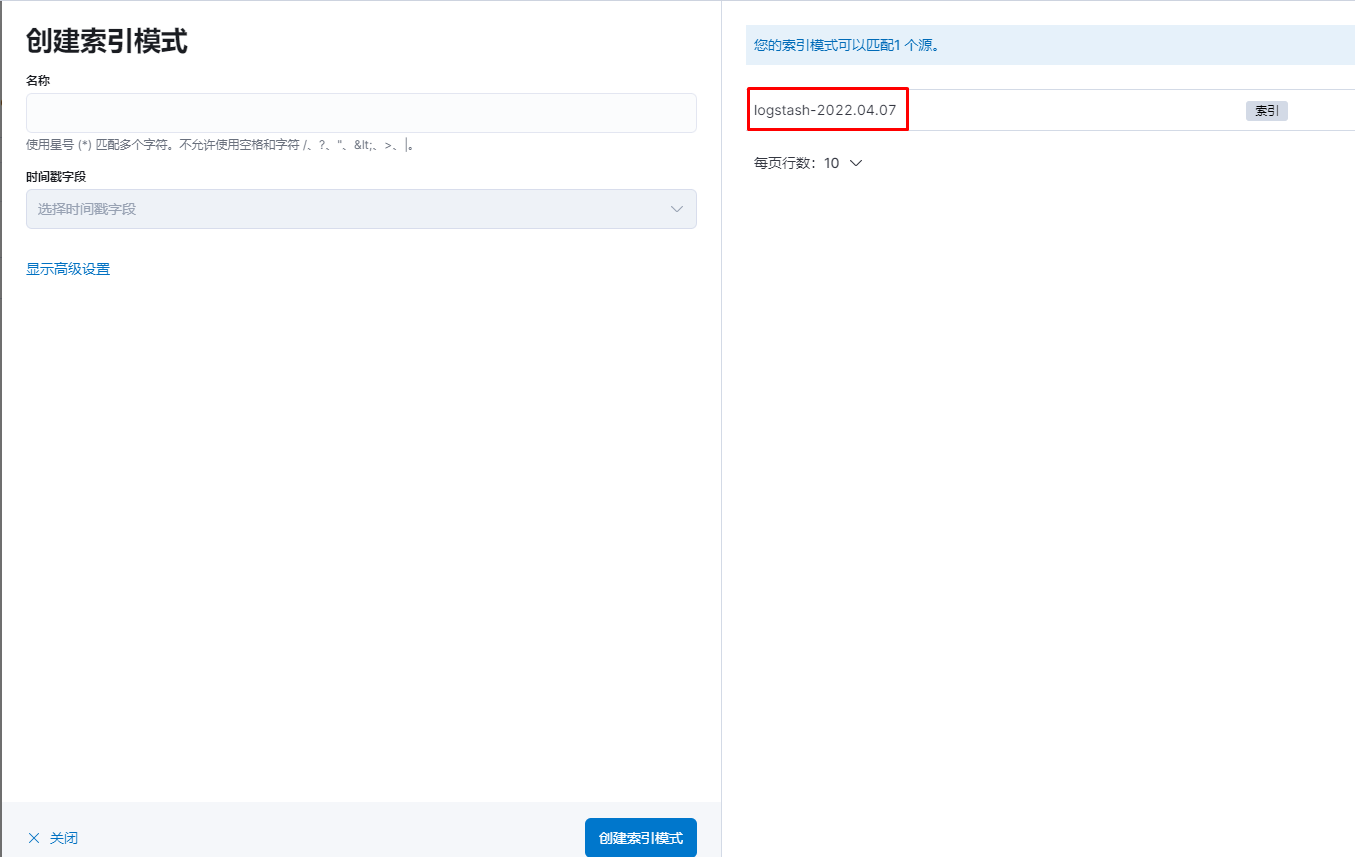 创建索引模式
名称
使用星号 (*) 匹配多个字符。不允许使用空格和字符 /、?、"、&lt;、>、|。
时间戳字段
选择时间戳字段
显示高级设置
× 关闭
创建索引模式
您的索引模式可以匹配1 个源。
logstash-2022.04.07
索引
每页行数：10